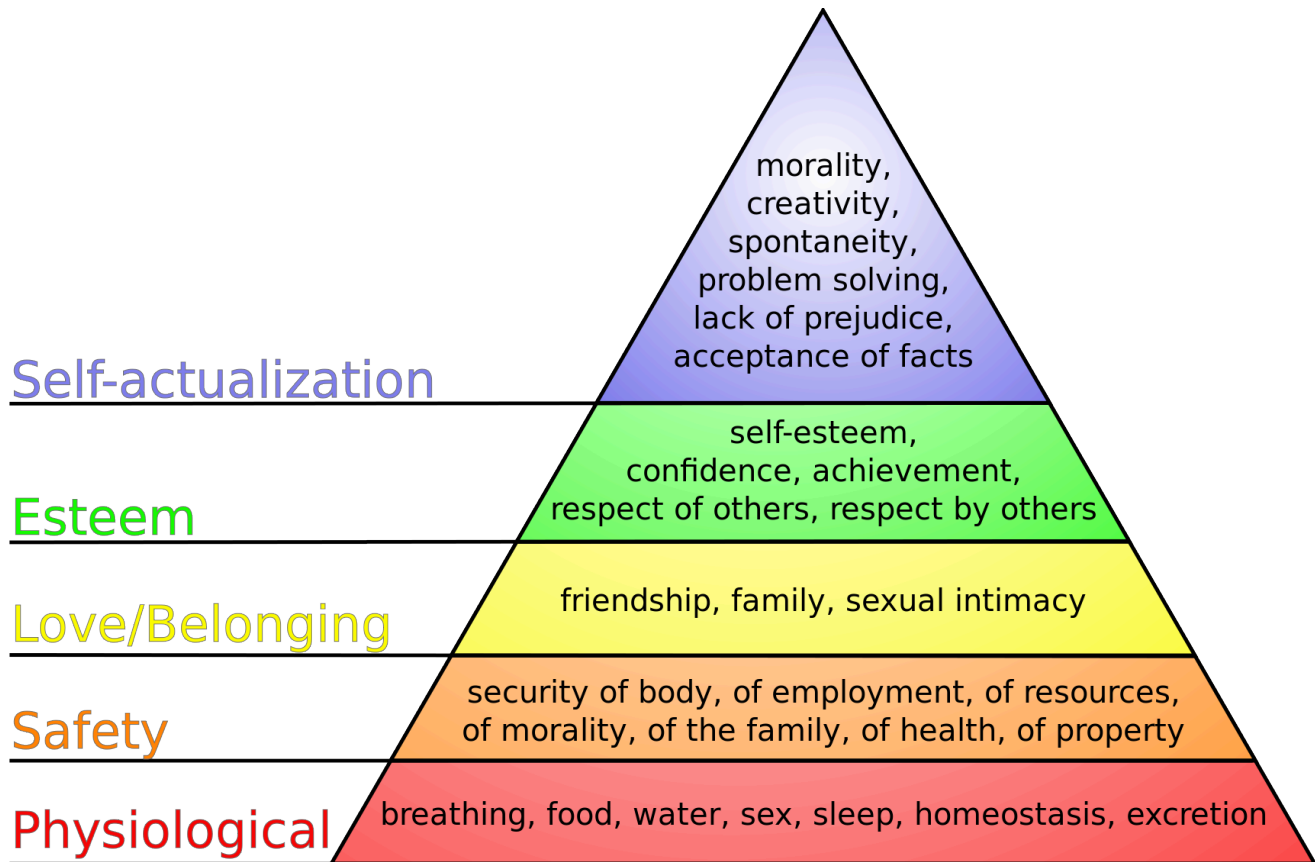 morality,
creativity,
spontaneity,
problem solving,
lack of prejudice,
acceptance of facts
Self-actualization
self-esteem,
confidence, achievement,
respect of others, respect by others
Esteem
friendship, family, sexual intimacy
Love/Belonging
security of body, of employment, of resources,
of morality, of the family, of health, of property
Safety
breathing, food, water, sex, sleep, homeostasis, excretion
Physiological